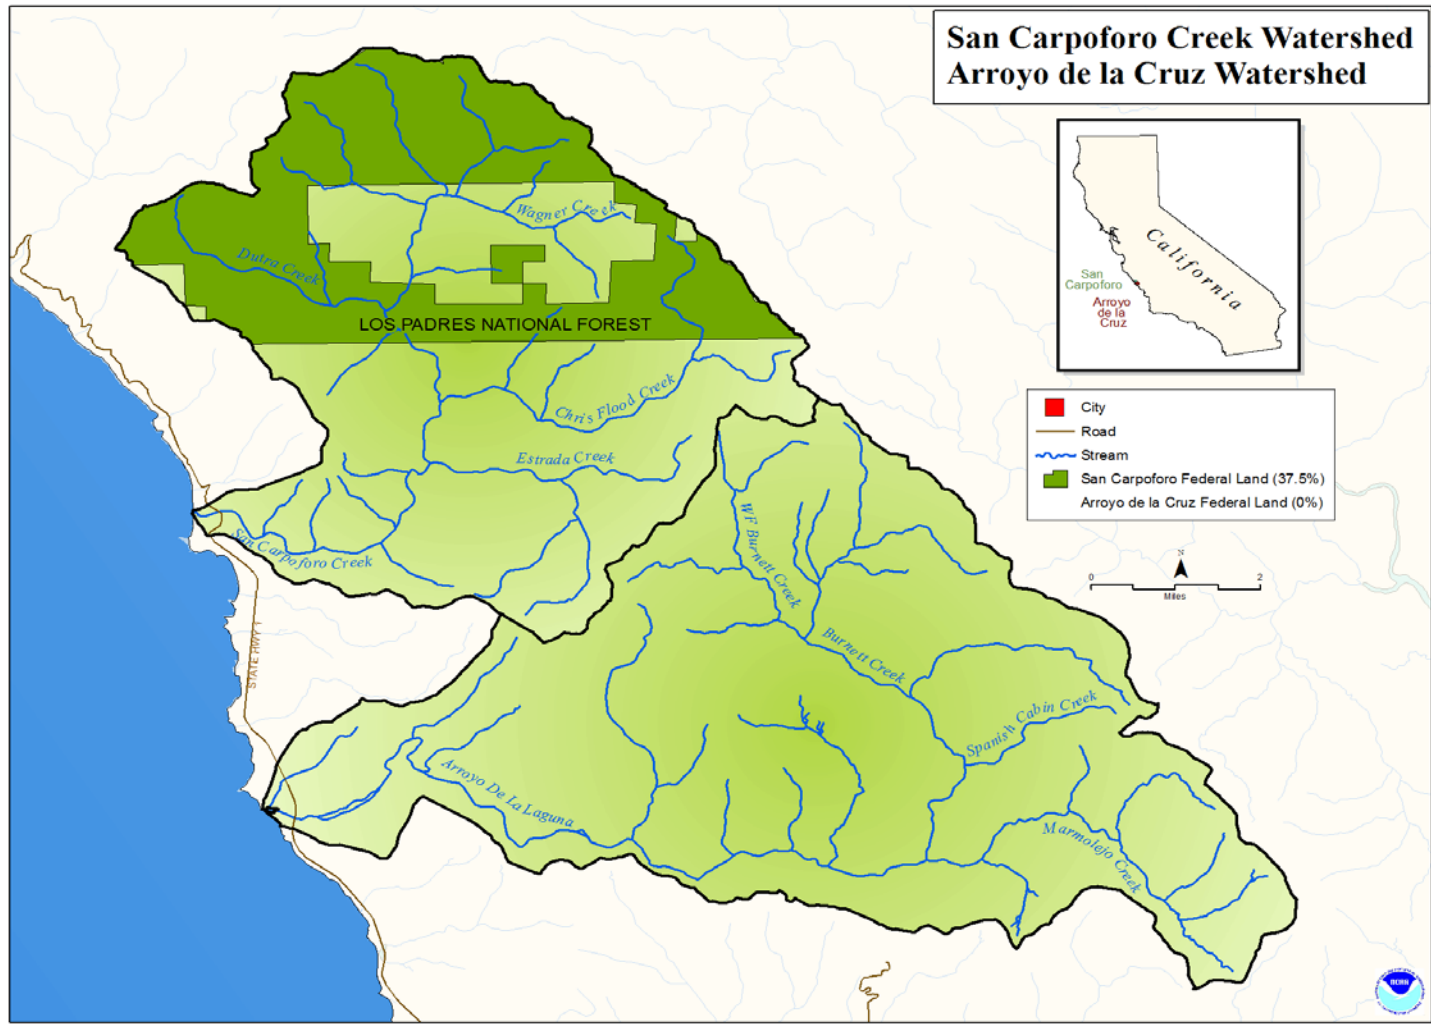 San Carpoforo Creek Watershed
Arroyo de la Cruz Watershed
California
San
Carpoforo
Arroyo
de la
Cruz
City
Road
Stream
San Carpoforo Federal Land (37.5%)
Arroyo de la Cruz Federal Land (0%)
N
0
2
Miles
Wagner Creek
Dutra Creek
LOS PADRES NATIONAL FOREST
Chris Flood Creek
Estrada Creek
San Carpoforo Creek
WF Burnett Creek
Burnett Creek
Spanish Cabin Creek
STATE HWY 1
Arroyo De La Laguna
Marmolejo Creek
NOAA